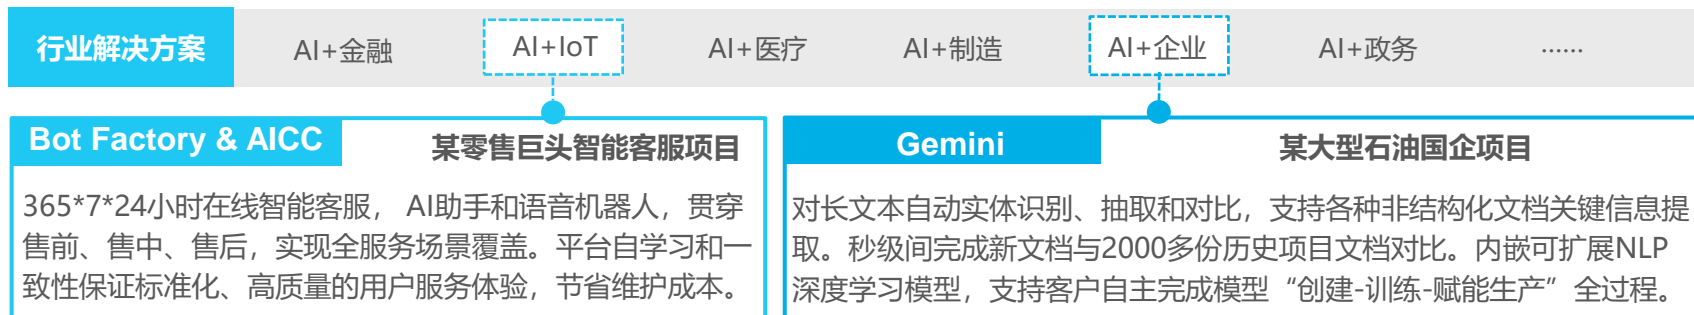 行业解决方案 AI+金融 AI+IoT AI+医疗 AI+制造 AI+企业 AI+政务 ……
Bot Factory & AICC 某零售巨头智能客服项目
365*7*24小时在线智能客服， AI助手和语音机器人，贯穿
售前、售中、售后，实现全服务场景覆盖。平台自学习和一
致性保证标准化、高质量的用户服务体验，节省维护成本。
Gemini 某大型石油国企项目
对长文本自动实体识别、抽取和对比，支持各种非结构化文档关键信息提
取。秒级间完成新文档与2000多份历史项目文档对比。内嵌可扩展NLP
深度学习模型，支持客户自主完成模型“创建-训练-赋能生产”全过程。